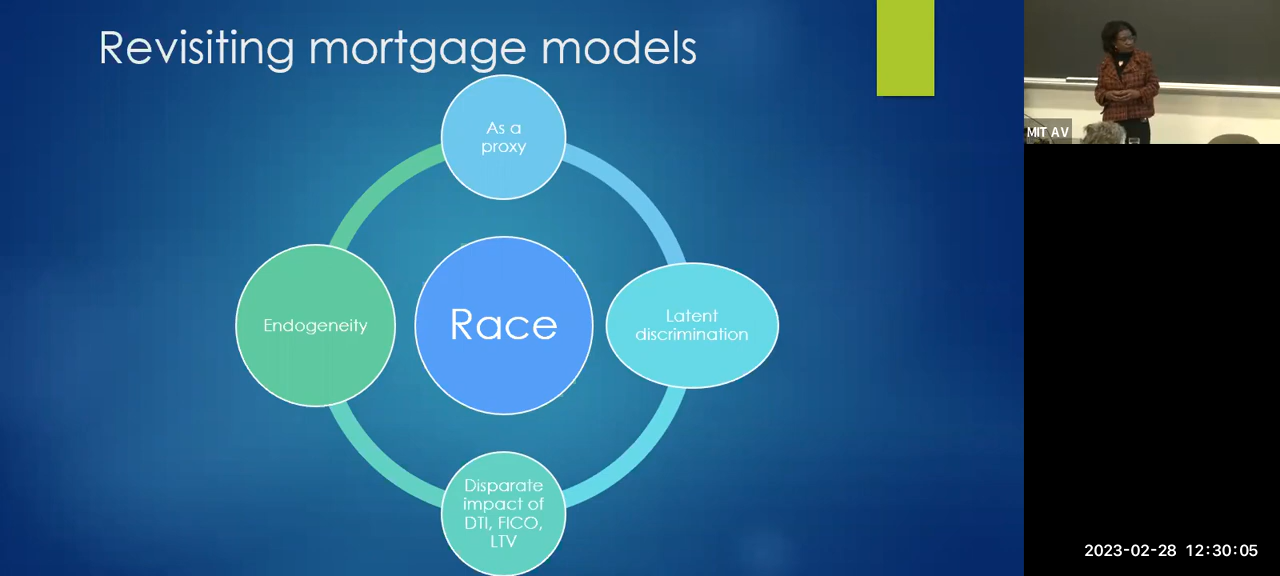 Revisiting mortgage models
As a
proxy
Endogeneity
Race
Latent
discrimination
Disparate
impact of
DTI, FICO,
LTV
MIT AV
2023-02-28 12:30:05